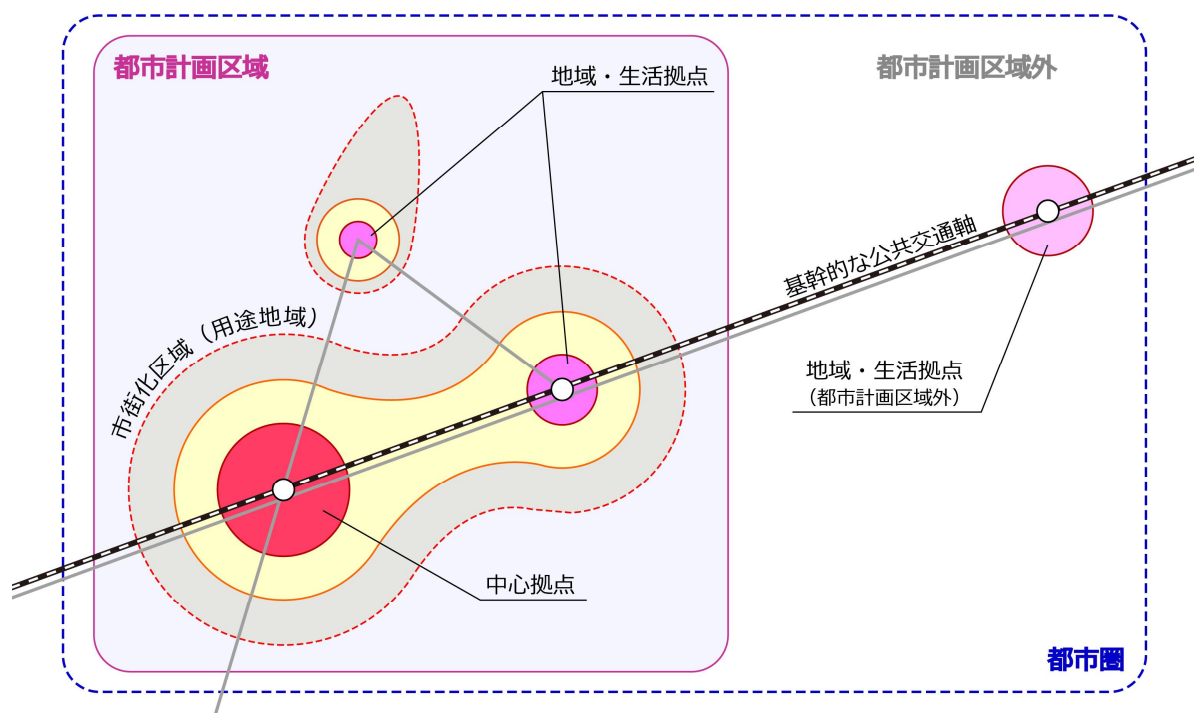 都市計画区域
都市計画区域外
地域・生活拠点
基幹的な公共交通軸
市街化区域（用途地域）
地域・生活拠点
（都市計画区域外）
中心拠点
都市圏